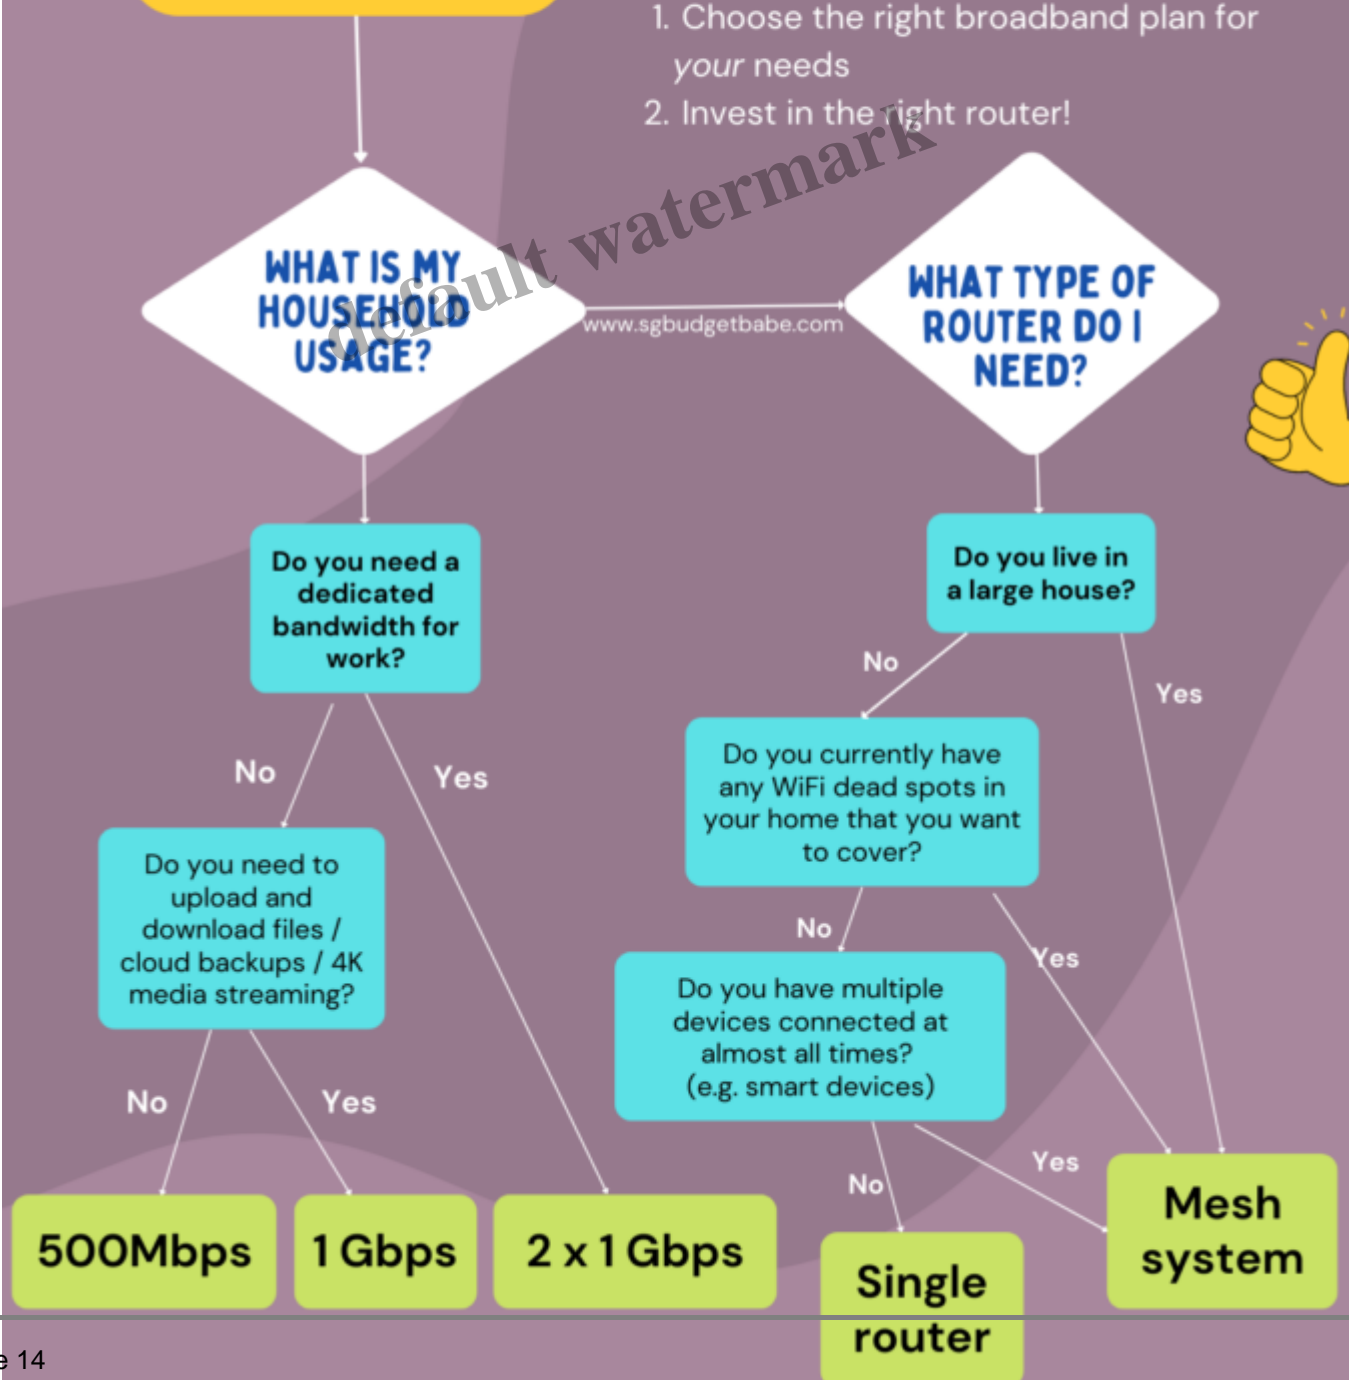 1. Choose the right broadband plan for
your needs
2. Invest in the right router!
default watermark
WHAT IS MY
HOUSEHOLD
USAGE?
www.sgbudgetbabe.com
WHAT TYPE OF
ROUTER DO I
NEED?
Do you need a
dedicated
bandwidth for
work?
No
Yes
Do you need to
upload and
download files /
cloud backups / 4K
media streaming?
No
Yes
500Mbps
1 Gbps
2 x 1 Gbps
Do you live in
a large house?
No
Yes
Do you currently have
any WiFi dead spots in
your home that you want
to cover?
No
Yes
Do you have multiple
devices connected at
almost all times?
(e.g. smart devices)
No
Yes
Single
router
Mesh
system
14